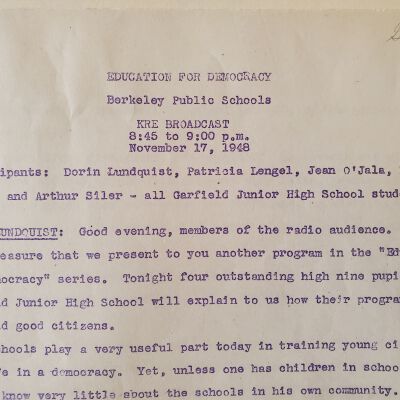 EDUCATION FOR DEMOCRACY
Berkeley Public Schools
KRE BROADCAST
8:45 to 9:00 p.m.
November 17, 1948
ipants: Dorin Lundquist, Patricia Lengel, Jean O'Jala,
and Arthur Siler - all Garfield Junior High School stud
UNDQUIST: Good evening, members of the radio audience.
easure that we present to you another program in the "Ed
ocracy" series. Tonight four outstanding high nine pupi
ld Junior High School will explain to us how their progra
d good citizens.
chools play a very useful part today in training young ci
e in a democracy. Yet, unless one has children in schoo
know very little about the schools in his own community.